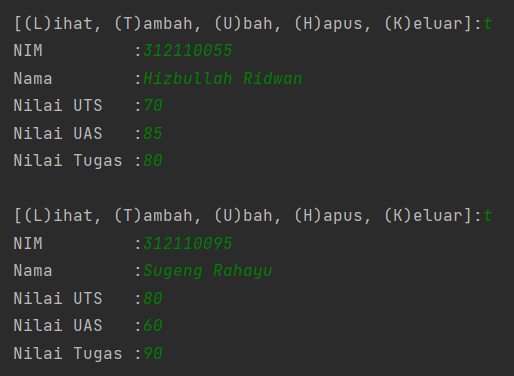 [(L)ihat, (T)ambah, (U)bah, (H)apus, (K)eluar]:t
NIM         :312110055
Nama        :Hizbullah Ridwan
Nilai UTS   :70
Nilai UAS   :85
Nilai Tugas :80
[(L)ihat, (T)ambah, (U)bah, (H)apus, (K)eluar]:t
NIM         :312110095
Nama        :Sugeng Rahayu
Nilai UTS   :80
Nilai UAS   :60
Nilai Tugas :90